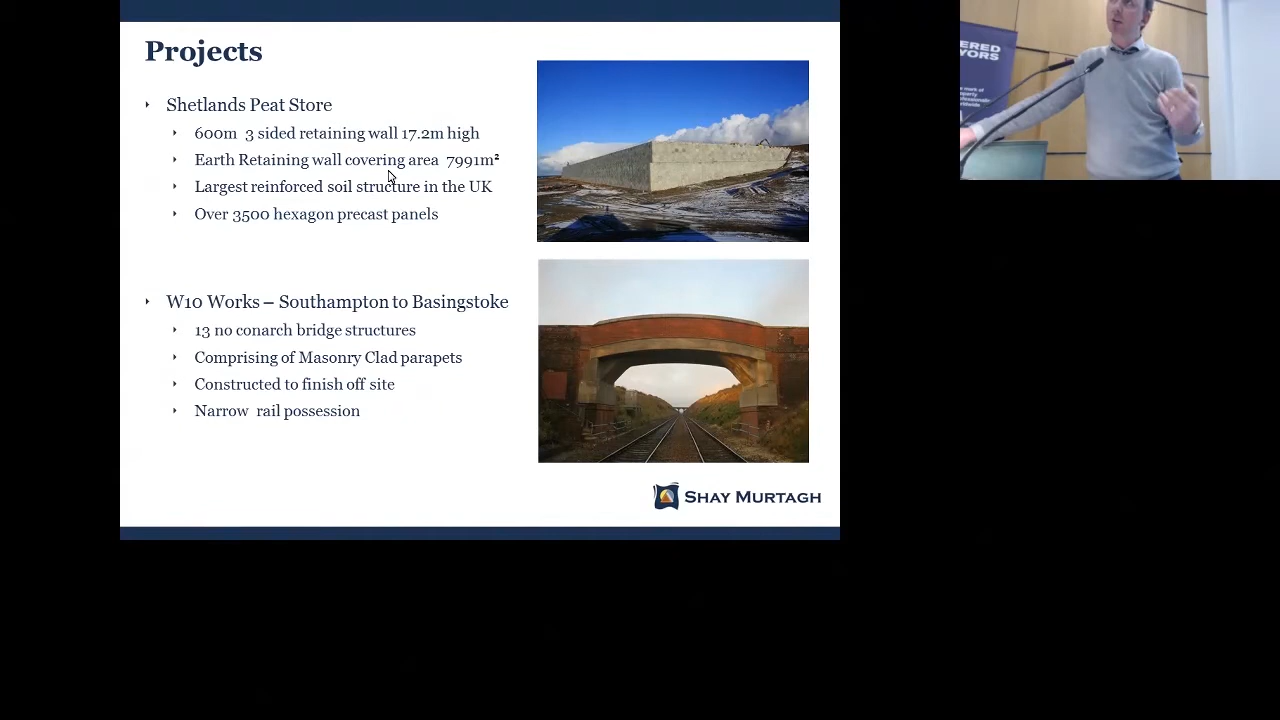 Projects
Shetlands Peat Store
600m 3 sided retaining wall 17.2m high
Earth Retaining wall covering area 7991m²
Largest reinforced soil structure in the UK
Over 3500 hexagon precast panels
W10 Works – Southampton to Basingstoke
13 no conarch bridge structures
Comprising of Masonry Clad parapets
Constructed to finish off site
Narrow rail possession
SHAY MURTAGH
ERED
YORS